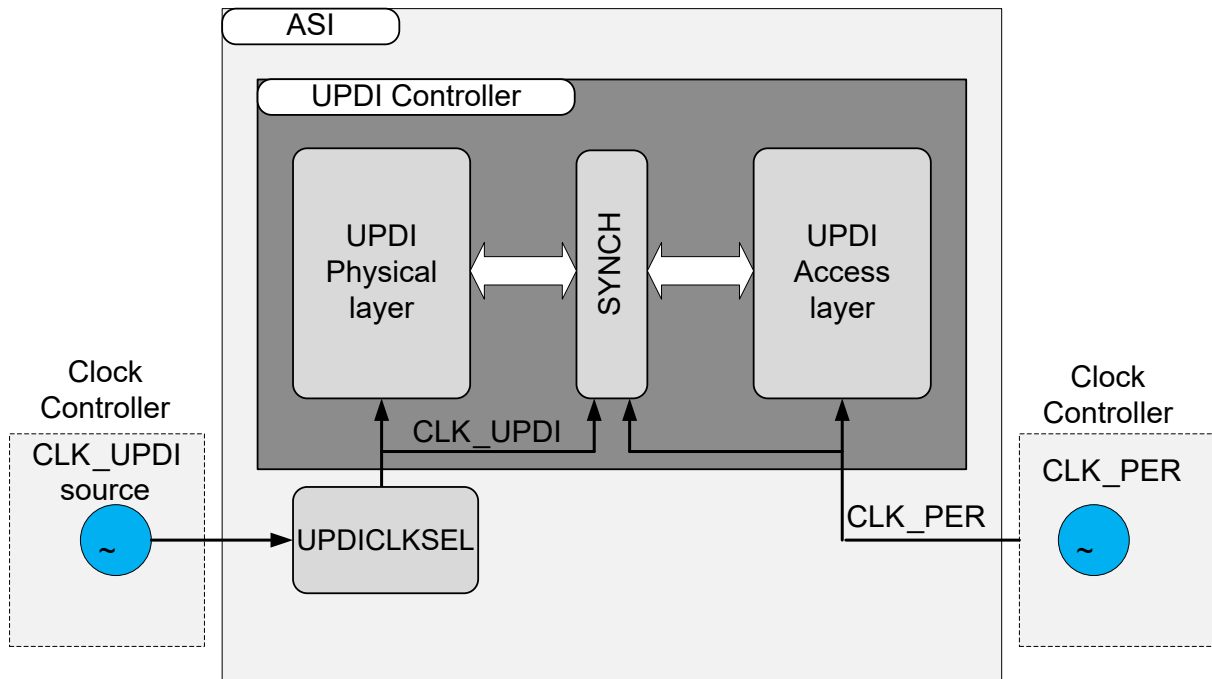 ASI
UPDI Controller
UPDI
Physical
layer
SYNCH
UPDI
Access
layer
Clock
Controller
CLK_UPDI
source
~
CLK_UPDI
UPDICLKSEL
CLK_PER
Clock
Controller
CLK_PER
~